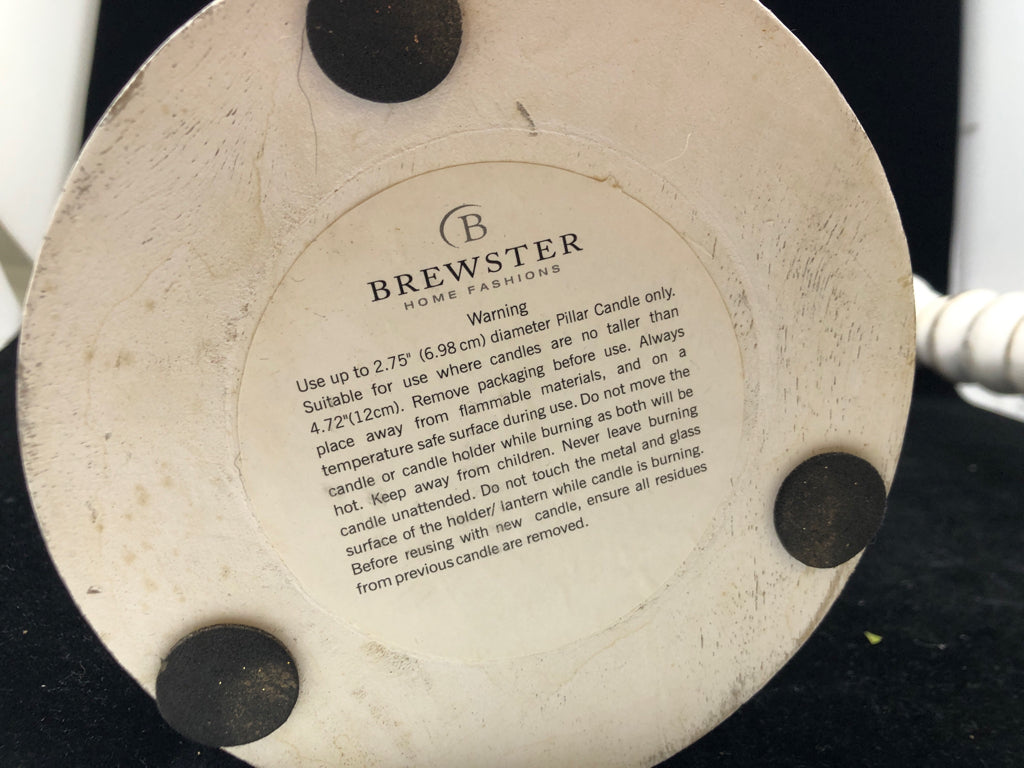 B
BREWSTER
HOME FASHIONS
Warning
Use up to 2.75" (6.98 cm) diameter Pillar Candle only.
Suitable for use where candles are no taller than
4.72"(12cm). Remove packaging before use. Always
place away from flammable materials, and on a
temperature safe surface during use. Do not move the
candle or candle holder while burning as both will be
hot. Keep away from children. Never leave burning
candle unattended. Do not touch the metal and glass
surface of the holder/ lantern while candle is burning.
Before reusing with new candle, ensure all residues
from previous candle are removed.